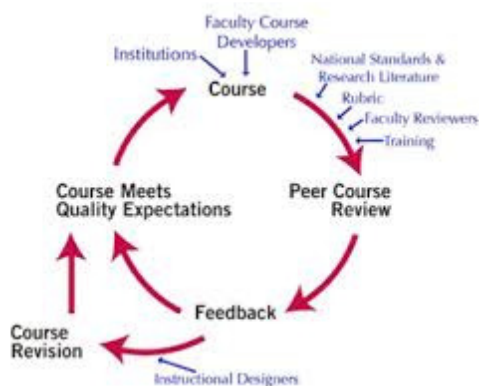 Faculty Course
Developers
Institutions
Course
National Standards &
Research Literature
Rubric
Faculty Reviewers
Training
Course Meets
Quality Expectations
Peer Course
Review
Feedback
Course
Revision
Instructional Designers